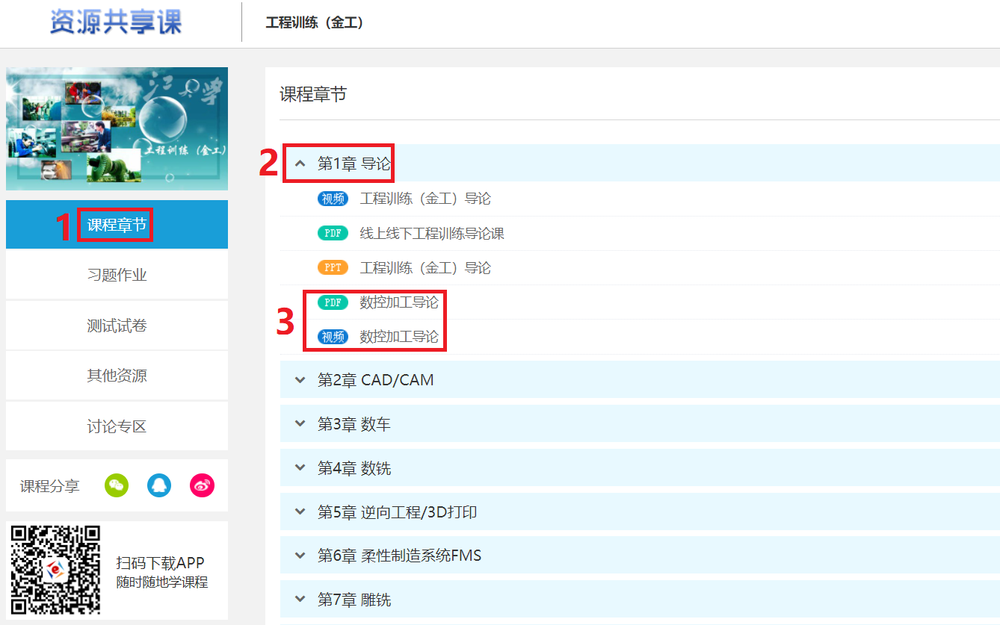 资源共享课
工程训练（金工）
江大学
工程训练（金工）
课程章节
习题作业
测试试卷
其他资源
讨论专区
课程分享
扫码下载APP
随时随地学课程
课程章节
第1章 导论
视频 工程训练（金工）导论
PDF 线上线下工程训练导论课
PPT 工程训练（金工）导论
PDF 数控加工导论
视频 数控加工导论
第2章 CAD/CAM
第3章 数车
第4章 数铣
第5章 逆向工程/3D打印
第6章 柔性制造系统FMS
第7章 雕铣
1
2
3